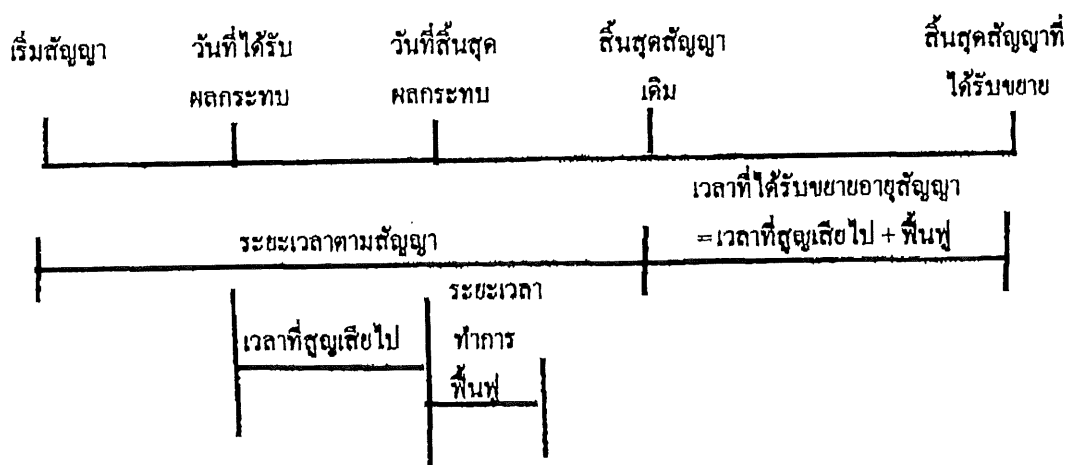 เริ่มสัญญา
วันที่ได้รับ
ผลกระทบ
วันที่สิ้นสุด
ผลกระทบ
สิ้นสุดสัญญา
เดิม
สิ้นสุดสัญญาที่
ได้รับขยาย
เวลาที่ได้รับขยายอายุสัญญา
=เวลาที่สูญเสียไป + ฟื้นฟู
ระยะเวลาตามสัญญา
เวลาที่สูญเสียไป
ระยะเวลา
ทำการ
ฟื้นฟู